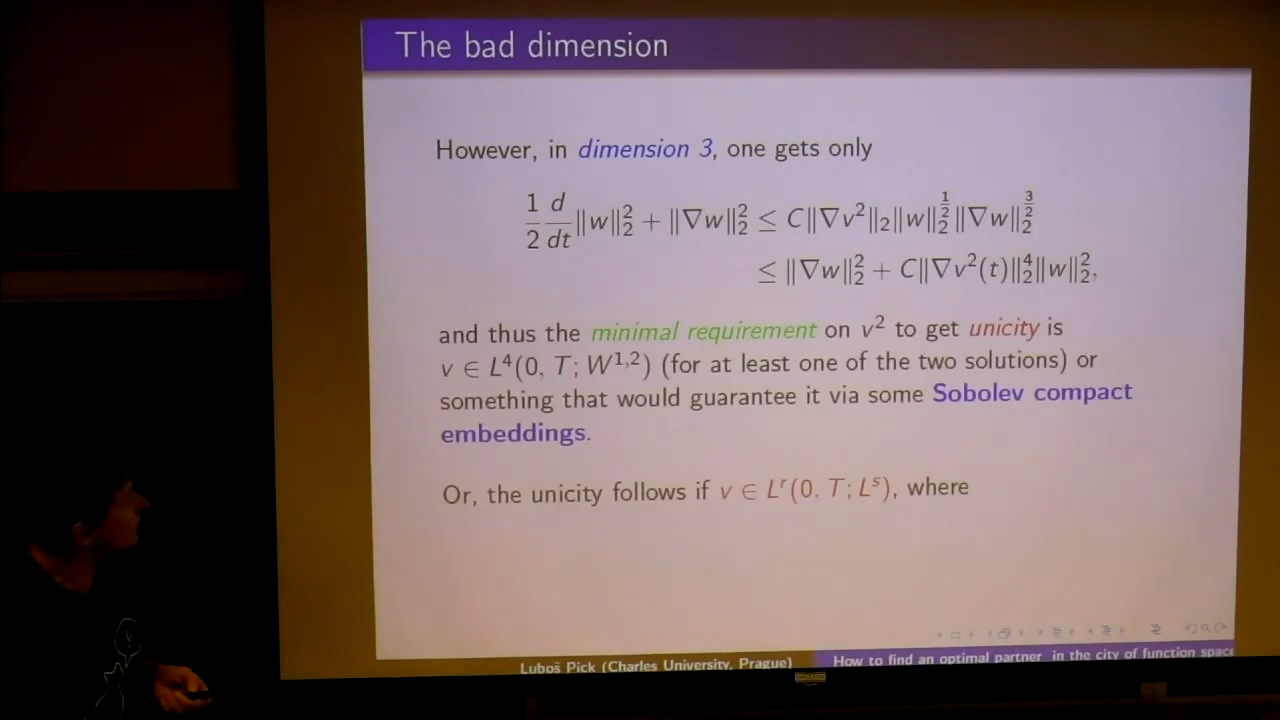 The bad dimension
However, in dimension 3, one gets only
½ d/dt ‖w‖₂² + ‖∇w‖₂² ≤ C‖∇v²‖₂‖w‖₂^{1/2}‖∇w‖₂^{3/2}
≤ ‖∇w‖₂² + C‖∇v²(t)‖₂⁴‖w‖₂²,
and thus the minimal requirement on v² to get unicity is
v ∈ L⁴(0, T; W^{1,2}) (for at least one of the two solutions) or
something that would guarantee it via some Sobolev compact
embeddings.
Or, the unicity follows if v ∈ Lʳ(0, T; Lˢ), where
Luboš Pick (Charles University, Prague) How to find an optimal partner in the city of function space